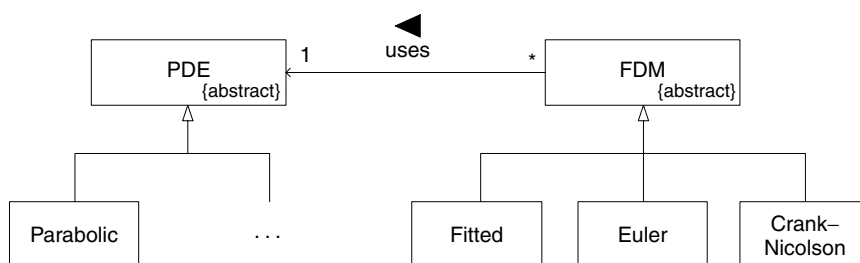 uses
PDE
{abstract}
1
*
FDM
{abstract}
Parabolic
...
Fitted
Euler
Crank–
Nicolson